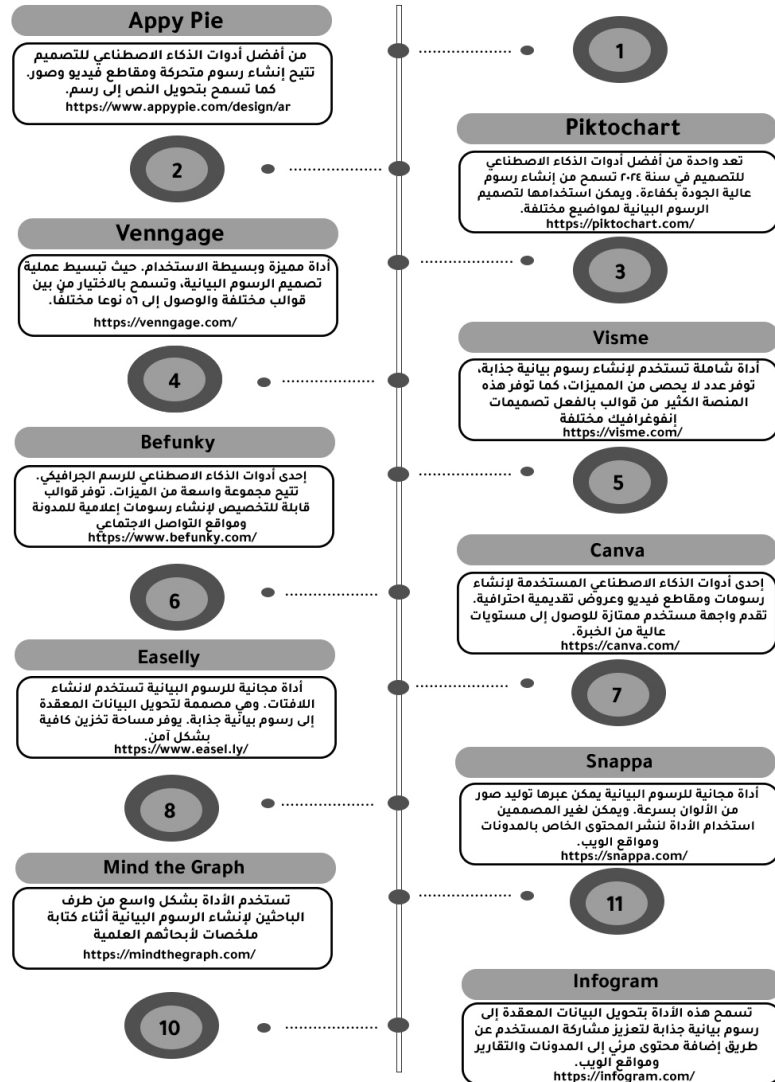 Appy Pie
من أفضل أدوات الذكاء الاصطناعي للتصميم
تتيح إنشاء رسوم متحركة ومقاطع فيديو وصور.
كما تسمح بتحويل النص إلى رسم.
https://www.appypie.com/design/ar
1
Piktochart
تعد واحدة من أفضل أدوات الذكاء الاصطناعي
للتصميم في سنة ٢٠٢٤ تسمح من إنشاء رسوم
عالية الجودة بكفاءة. ويمكن استخدامها لتصميم
الرسوم البيانية لمواضيع مختلفة.
https://piktochart.com/
2
Venngage
أداة مميزة وبسيطة الاستخدام. حيث تبسيط عملية
تصميم الرسوم البيانية، وتسمح بالاختيار من بين
قوالب مختلفة والوصول إلى ٥٦ نوعا مختلفًا.
https://venngage.com/
3
Visme
أداة شاملة تستخدم لإنشاء رسوم بيانية جذابة،
توفر عدد لا يحصى من المميزات، كما توفر هذه
المنصة الكثير من قوالب بالفعل تصميمات
إنفوغرافيك مختلفة
https://visme.com/
4
Befunky
إحدى أدوات الذكاء الاصطناعي للرسم الجرافيكي.
تتيح مجموعة واسعة من الميزات. توفر قوالب
قابلة للتخصيص لإنشاء رسومات إعلامية للمدونة
ومواقع التواصل الاجتماعي
https://www.befunky.com/
5
Canva
إحدى أدوات الذكاء الاصطناعي المستخدمة لإنشاء
رسومات ومقاطع فيديو وعروض تقديمية احترافية.
تقدم واجهة مستخدم ممتازة للوصول إلى مستويات
عالية من الخبرة.
https://canva.com/
6
Easelly
أداة مجانية للرسوم البيانية تستخدم لانشاء
اللافتات. وهي مصممة لتحويل البيانات المعقدة
إلى رسوم بيانية جذابة. يوفر مساحة تخزين كافية
بشكل آمن.
https://www.easel.ly/
7
Snappa
أداة مجانية للرسوم البيانية يمكن عبرها توليد صور
من الألوان بسرعة. ويمكن لغير المصممين
استخدام الأداة لنشر المحتوى الخاص بالمدونات
ومواقع الويب.
https://snappa.com/
8
Mind the Graph
تستخدم الأداة بشكل واسع من طرف
الباحثين لإنشاء الرسوم البيانية أثناء كتابة
ملخصات لأبحاثهم العلمية
https://mindthegraph.com/
11
Infogram
تسمح هذه الأداة بتحويل البيانات المعقدة إلى
رسوم بيانية جذابة لتعزيز مشاركة المستخدم عن
طريق إضافة محتوى مرئي إلى المدونات والتقارير
ومواقع الويب.
https://infogram.com/
10